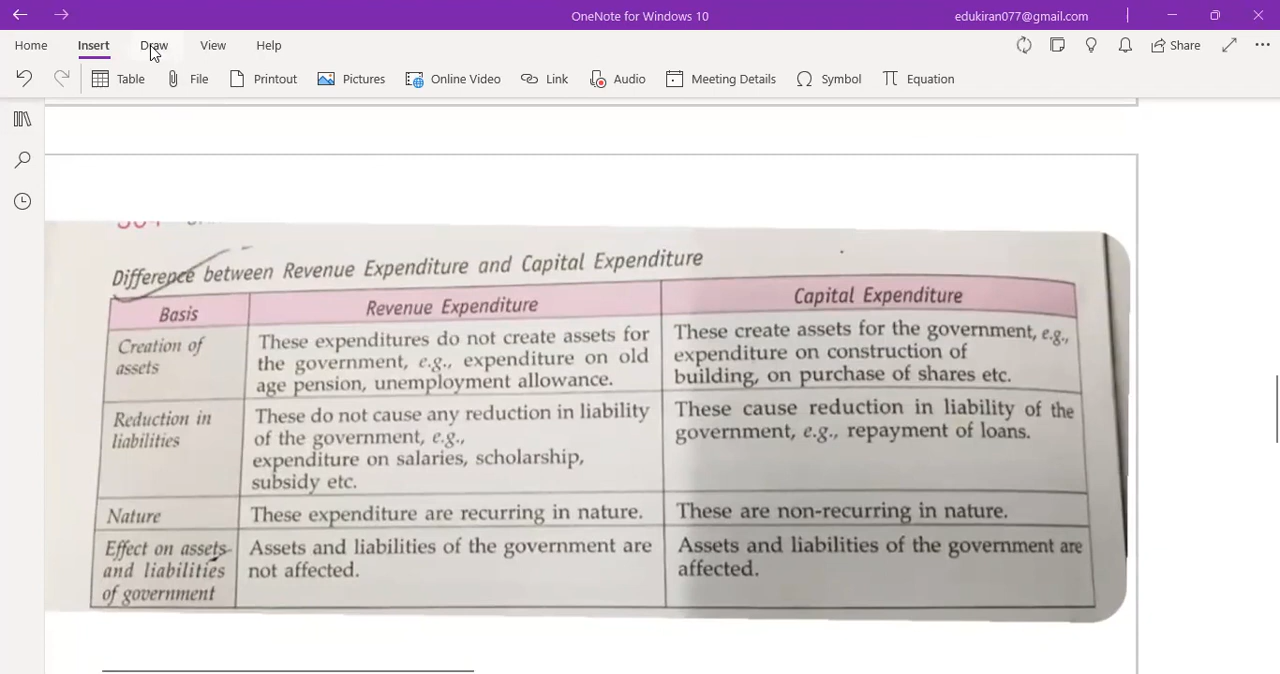 OneNote for Windows 10
edukiran077@gmail.com
Home Insert Draw View Help
Share
Table File Printout Pictures Online Video Link Audio Meeting Details Symbol Equation
Difference between Revenue Expenditure and Capital Expenditure
Basis
Revenue Expenditure
Capital Expenditure
Creation of
assets
These expenditures do not create assets for
the government, e.g., expenditure on old
age pension, unemployment allowance.
These create assets for the government, e.g.,
expenditure on construction of
building, on purchase of shares etc.
Reduction in
liabilities
These do not cause any reduction in liability
of the government, e.g.,
expenditure on salaries, scholarship,
subsidy etc.
These cause reduction in liability of the
government, e.g., repayment of loans.
Nature
These expenditure are recurring in nature.
These are non-recurring in nature.
Effect on assets
and liabilities
of government
Assets and liabilities of the government are
not affected.
Assets and liabilities of the government are
affected.